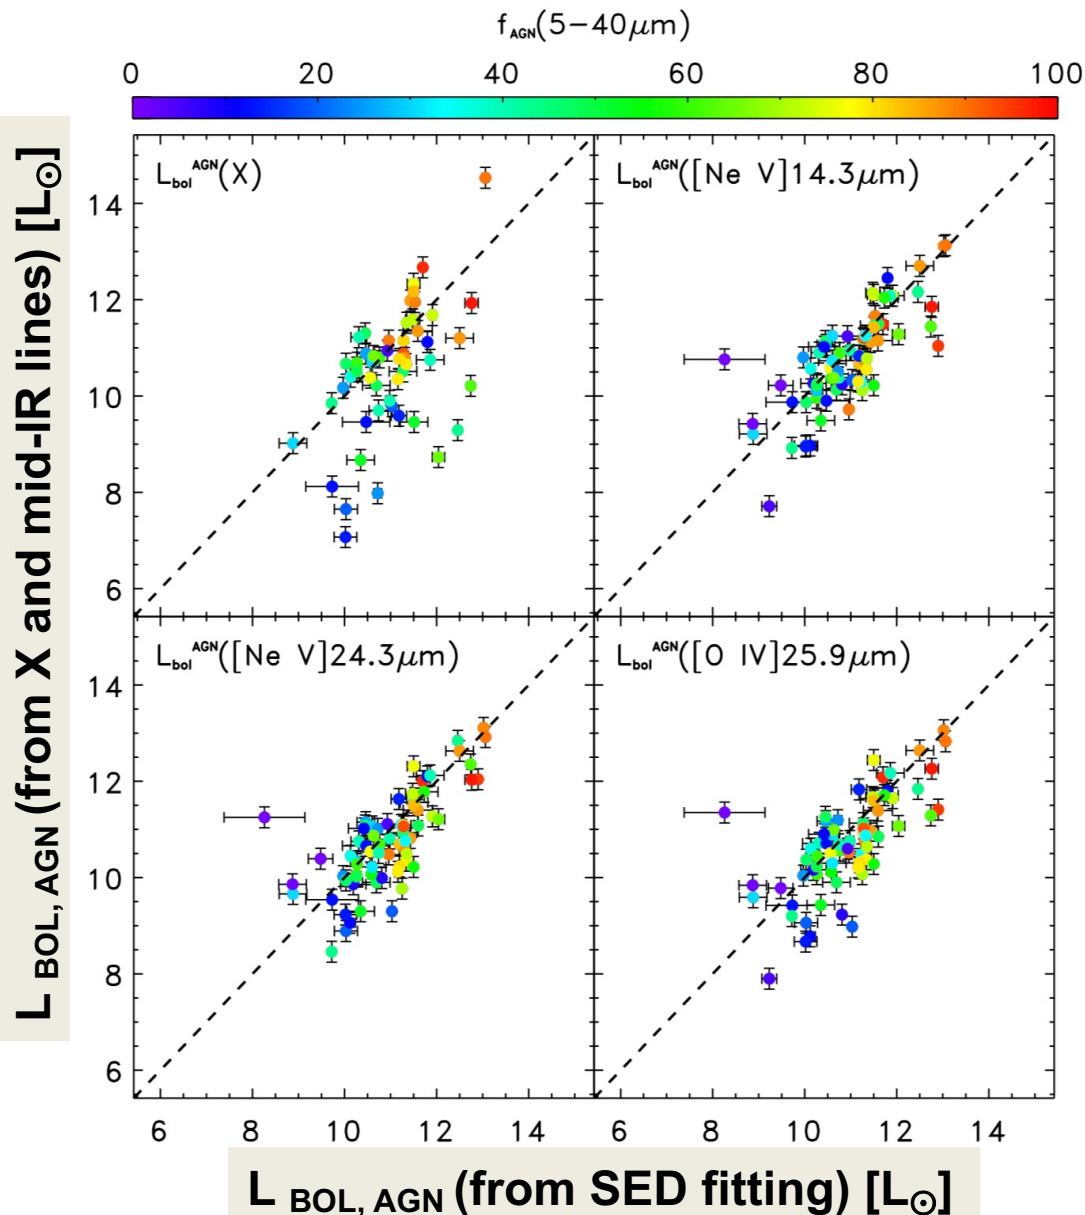 f_AGN(5−40μm)
0 20 40 60 80 100
L BOL, AGN (from X and mid-IR lines) [L⊙]
L_bol^AGN(X)
L_bol^AGN([Ne V]14.3μm)
14
12
10
8
6
L_bol^AGN([Ne V]24.3μm)
L_bol^AGN([O IV]25.9μm)
14
12
10
8
6
6 8 10 12 14 6 8 10 12 14
L BOL, AGN (from SED fitting) [L⊙]